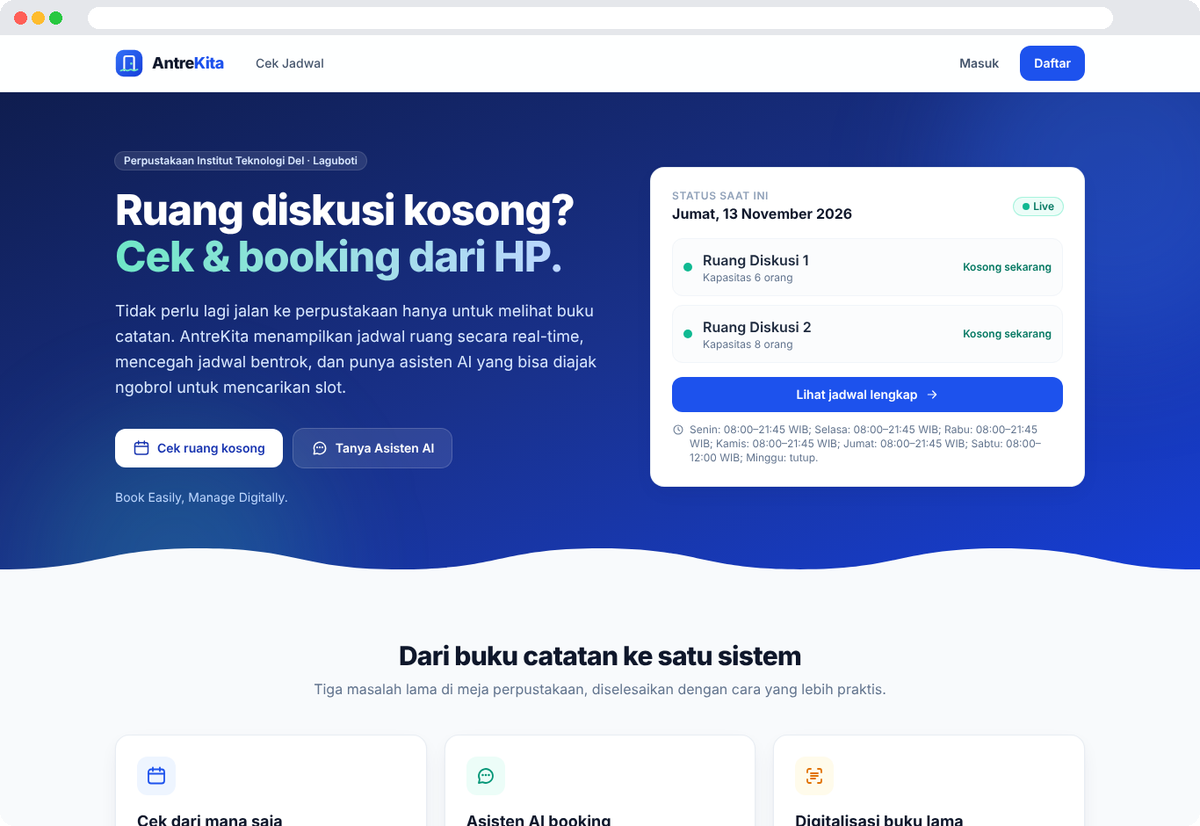 AntreKita
Cek Jadwal
Masuk
Daftar
Perpustakaan Institut Teknologi Del · Laguboti
Ruang diskusi kosong?
Cek & booking dari HP.
Tidak perlu lagi jalan ke perpustakaan hanya untuk melihat buku
catatan. AntreKita menampilkan jadwal ruang secara real-time,
mencegah jadwal bentrok, dan punya asisten AI yang bisa diajak
ngobrol untuk mencarikan slot.
Cek ruang kosong
Tanya Asisten AI
Book Easily, Manage Digitally.
STATUS SAAT INI
Jumat, 13 November 2026
Live
Ruang Diskusi 1
Kapasitas 6 orang
Kosong sekarang
Ruang Diskusi 2
Kapasitas 8 orang
Kosong sekarang
Lihat jadwal lengkap →
Senin: 08:00–21:45 WIB; Selasa: 08:00–21:45 WIB; Rabu: 08:00–21:45
WIB; Kamis: 08:00–21:45 WIB; Jumat: 08:00–21:45 WIB; Sabtu: 08:00–
12:00 WIB; Minggu: tutup.
Dari buku catatan ke satu sistem
Tiga masalah lama di meja perpustakaan, diselesaikan dengan cara yang lebih praktis.
Cek dari mana saja
Asisten AI booking
Digitalisasi buku lama